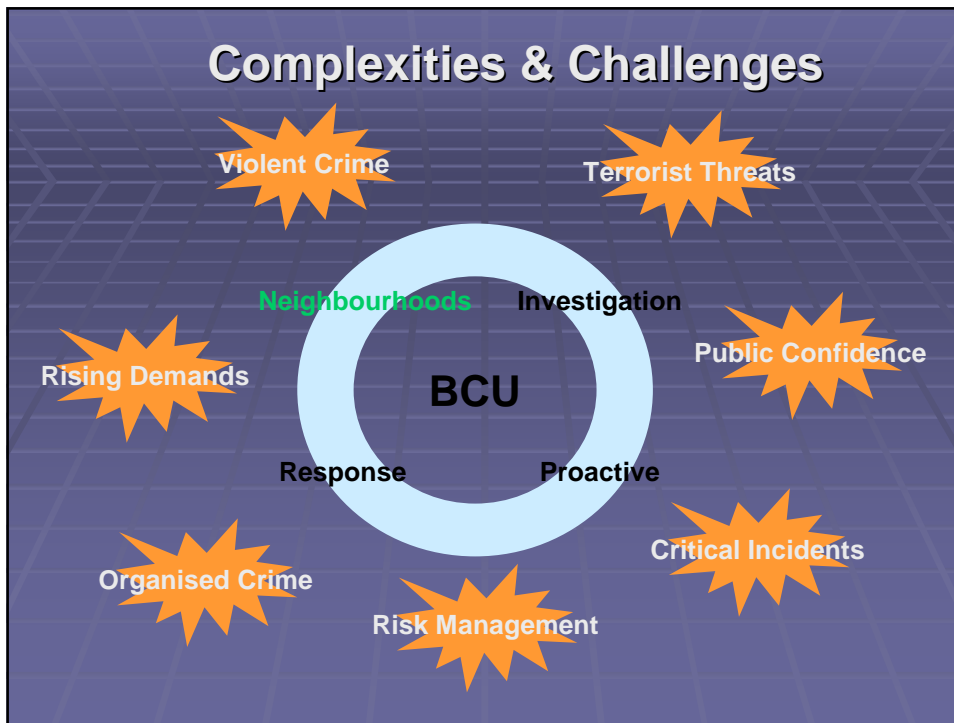 Complexities & Challenges
Violent Crime
Terrorist Threats
Neighbourhoods
Investigation
Public Confidence
Rising Demands
BCU
Response
Proactive
Critical Incidents
Organised Crime
Risk Management